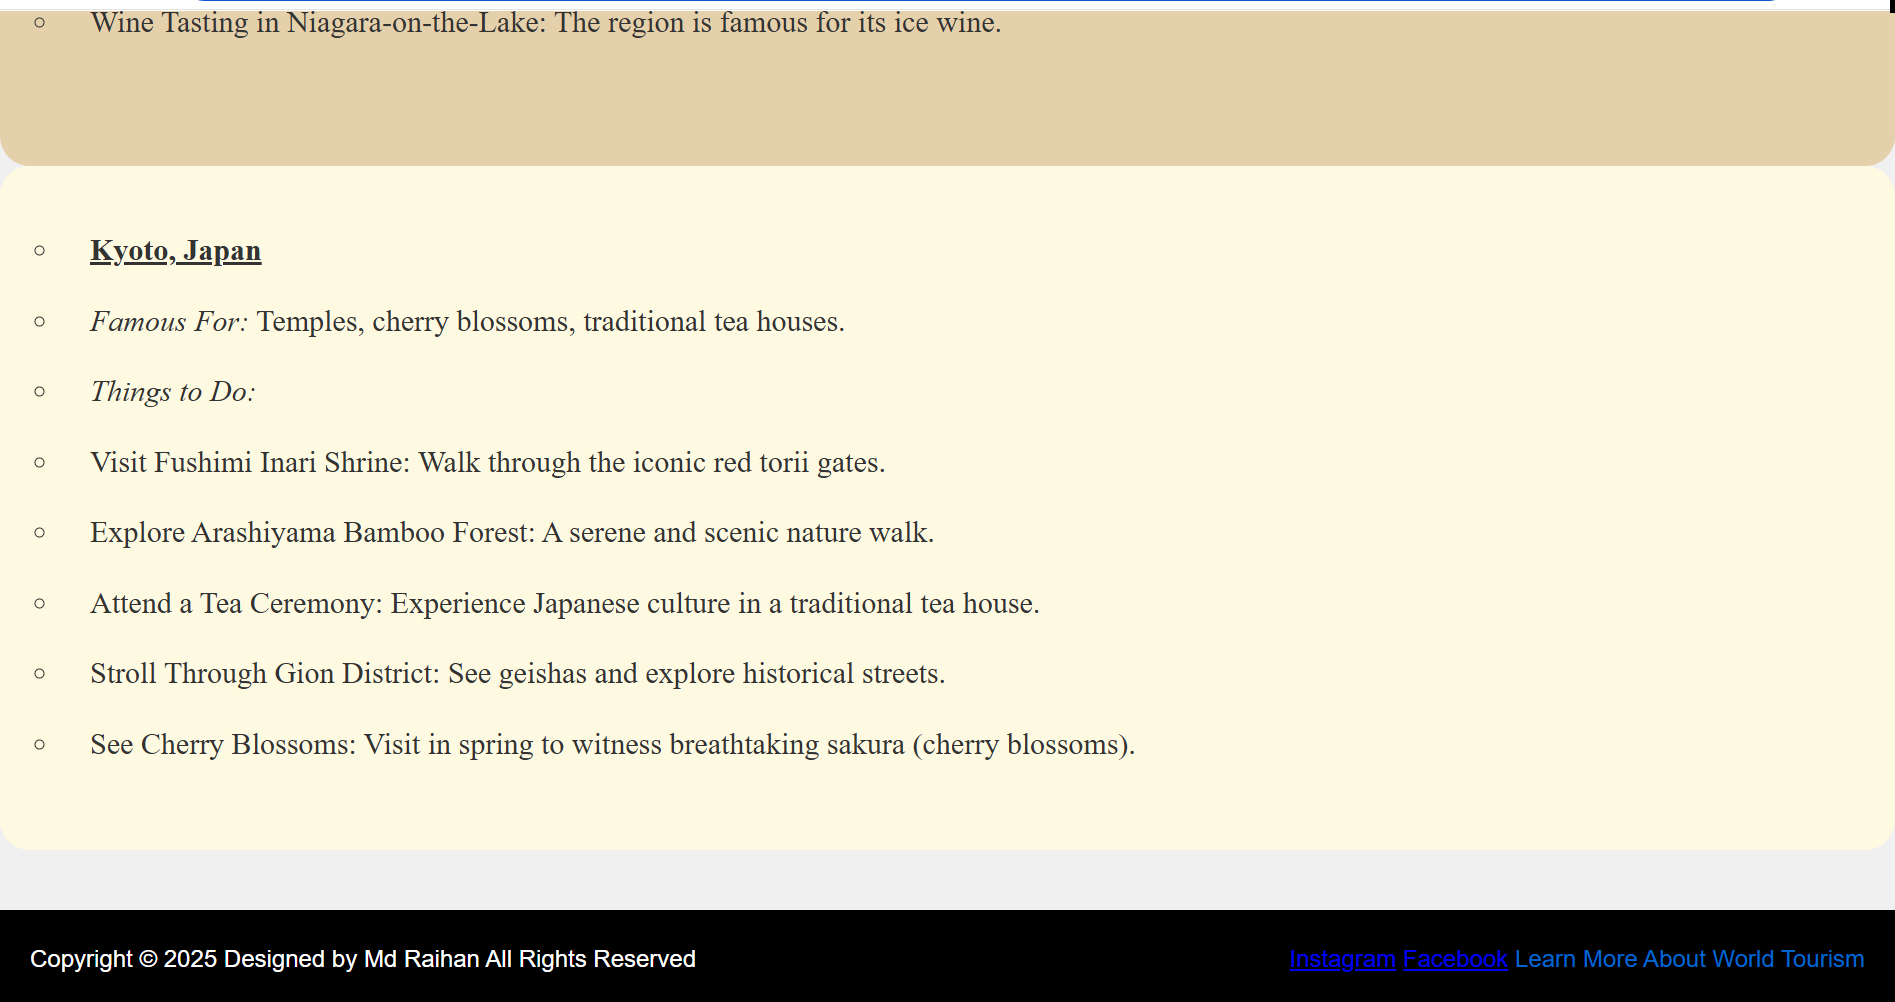 Wine Tasting in Niagara-on-the-Lake: The region is famous for its ice wine.
Kyoto, Japan
Famous For: Temples, cherry blossoms, traditional tea houses.
Things to Do:
Visit Fushimi Inari Shrine: Walk through the iconic red torii gates.
Explore Arashiyama Bamboo Forest: A serene and scenic nature walk.
Attend a Tea Ceremony: Experience Japanese culture in a traditional tea house.
Stroll Through Gion District: See geishas and explore historical streets.
See Cherry Blossoms: Visit in spring to witness breathtaking sakura (cherry blossoms).
Copyright © 2025 Designed by Md Raihan All Rights Reserved Instagram Facebook Learn More About World Tourism